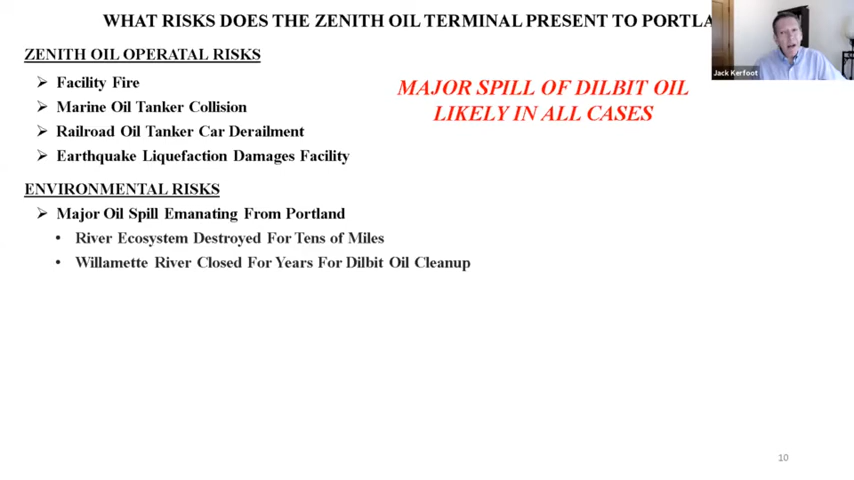 WHAT RISKS DOES THE ZENITH OIL TERMINAL PRESENT TO PORTLA
Jack Kerfoot
ZENITH OIL OPERATAL RISKS
➢ Facility Fire
➢ Marine Oil Tanker Collision
➢ Railroad Oil Tanker Car Derailment
➢ Earthquake Liquefaction Damages Facility
MAJOR SPILL OF DILBIT OIL
LIKELY IN ALL CASES
ENVIRONMENTAL RISKS
➢ Major Oil Spill Emanating From Portland
• River Ecosystem Destroyed For Tens of Miles
• Willamette River Closed For Years For Dilbit Oil Cleanup
10